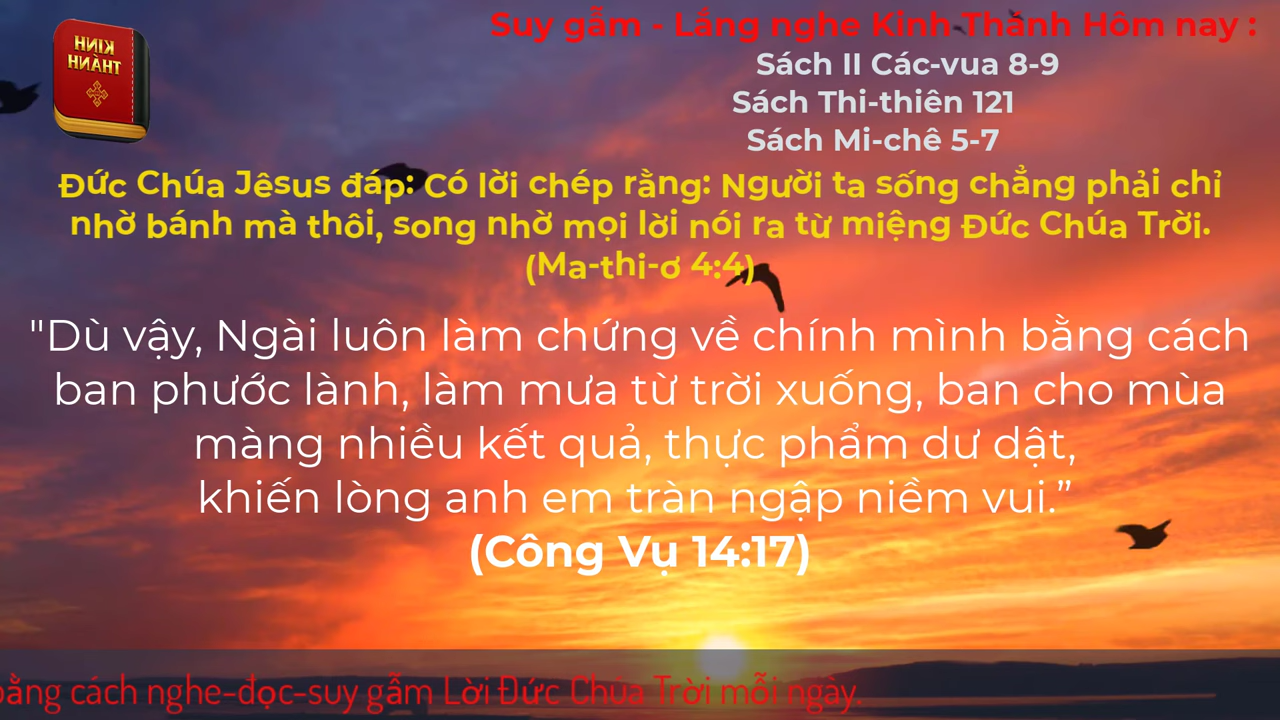 KINH
THÁNH
Suy gẫm - Lắng nghe Kinh Thánh Hôm nay :
Sách II Các-vua 8-9
Sách Thi-thiên 121
Sách Mi-chê 5-7
Đức Chúa Jêsus đáp: Có lời chép rằng: Người ta sống chẳng phải chỉ
nhờ bánh mà thôi, song nhờ mọi lời nói ra từ miệng Đức Chúa Trời.
(Ma-thi-ơ 4:4)
"Dù vậy, Ngài luôn làm chứng về chính mình bằng cách
ban phước lành, làm mưa từ trời xuống, ban cho mùa
màng nhiều kết quả, thực phẩm dư dật,
khiến lòng anh em tràn ngập niềm vui.”
(Công Vụ 14:17)
bằng cách nghe-đọc-suy gẫm Lời Đức Chúa Trời mỗi ngày.